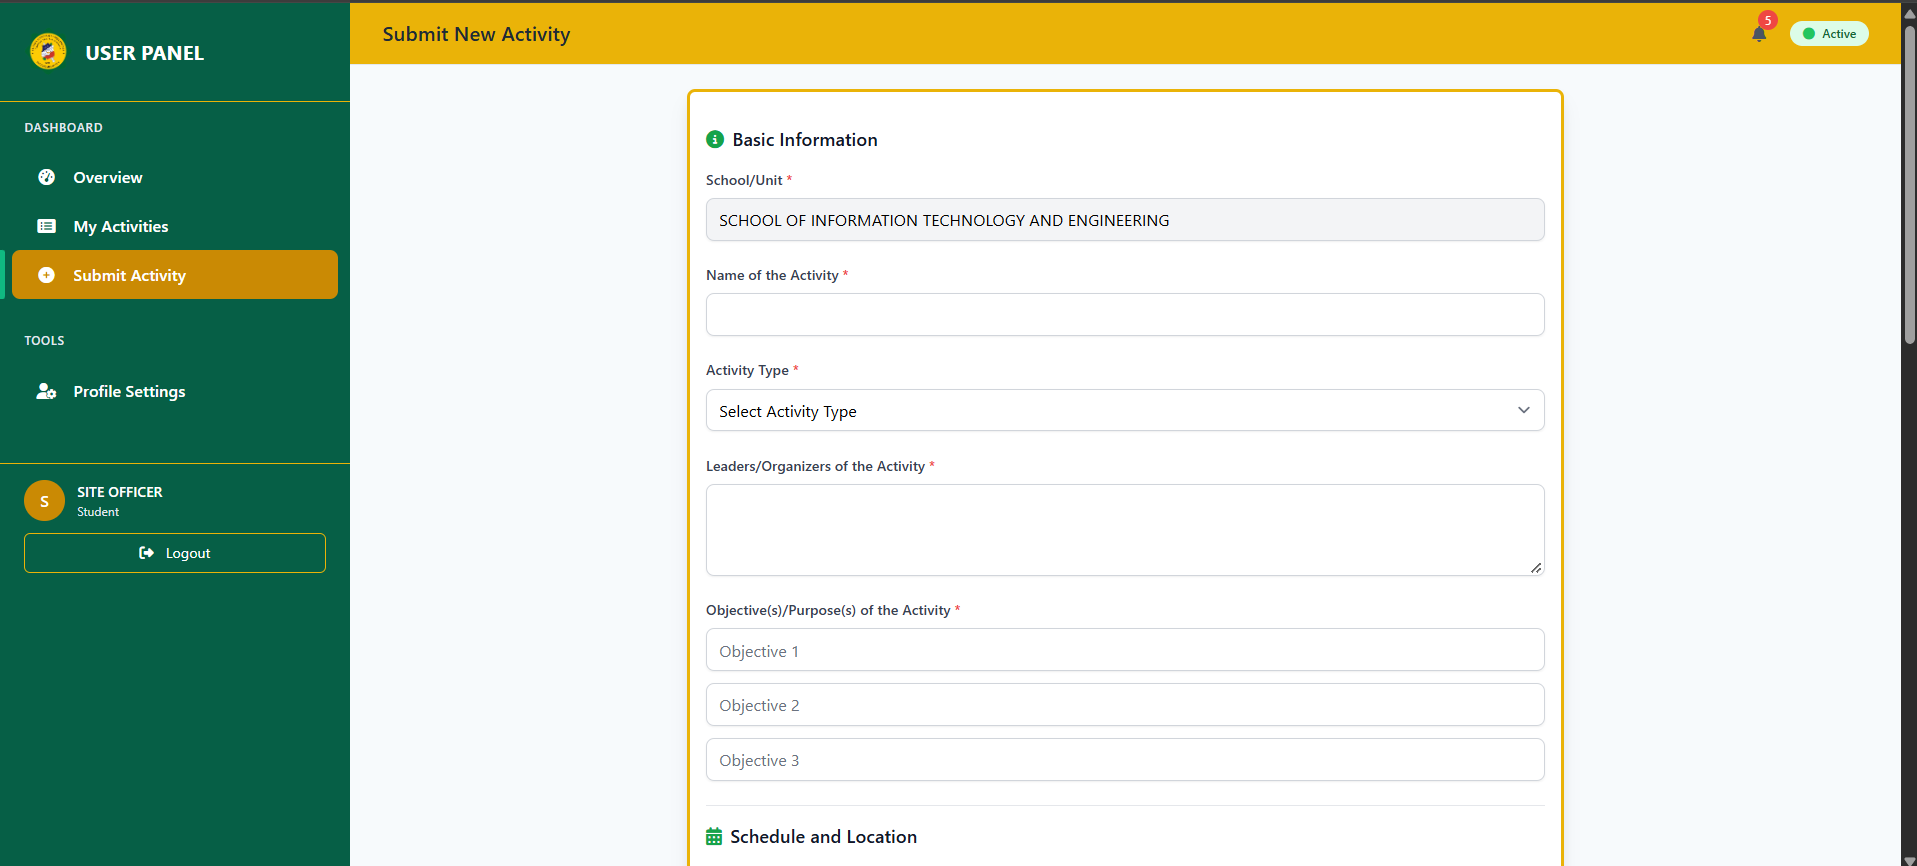 USER PANEL
DASHBOARD
Overview
My Activities
Submit Activity
TOOLS
Profile Settings
S
SITE OFFICER
Student
Logout
Submit New Activity
5
Active
Basic Information
School/Unit *
SCHOOL OF INFORMATION TECHNOLOGY AND ENGINEERING
Name of the Activity *
Activity Type *
Select Activity Type
Leaders/Organizers of the Activity *
Objective(s)/Purpose(s) of the Activity *
Objective 1
Objective 2
Objective 3
Schedule and Location